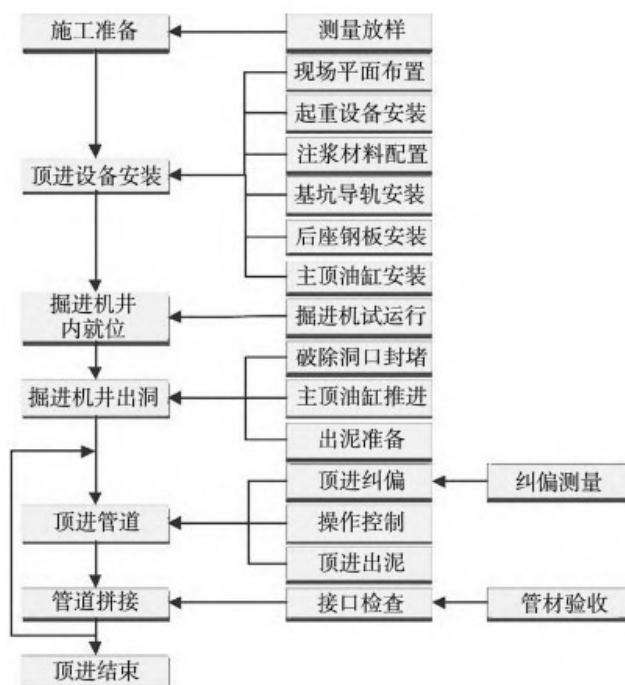 施工准备
测量放样
现场平面布置
起重设备安装
注浆材料配置
顶进设备安装
基坑导轨安装
后座钢板安装
主顶油缸安装
掘进机井
内就位
掘进机试运行
破除洞口封堵
掘进机井出洞
主顶油缸推进
出泥准备
顶进纠偏
纠偏测量
顶进管道
操作控制
顶进出泥
管道拼接
接口检查
管材验收
顶进结束